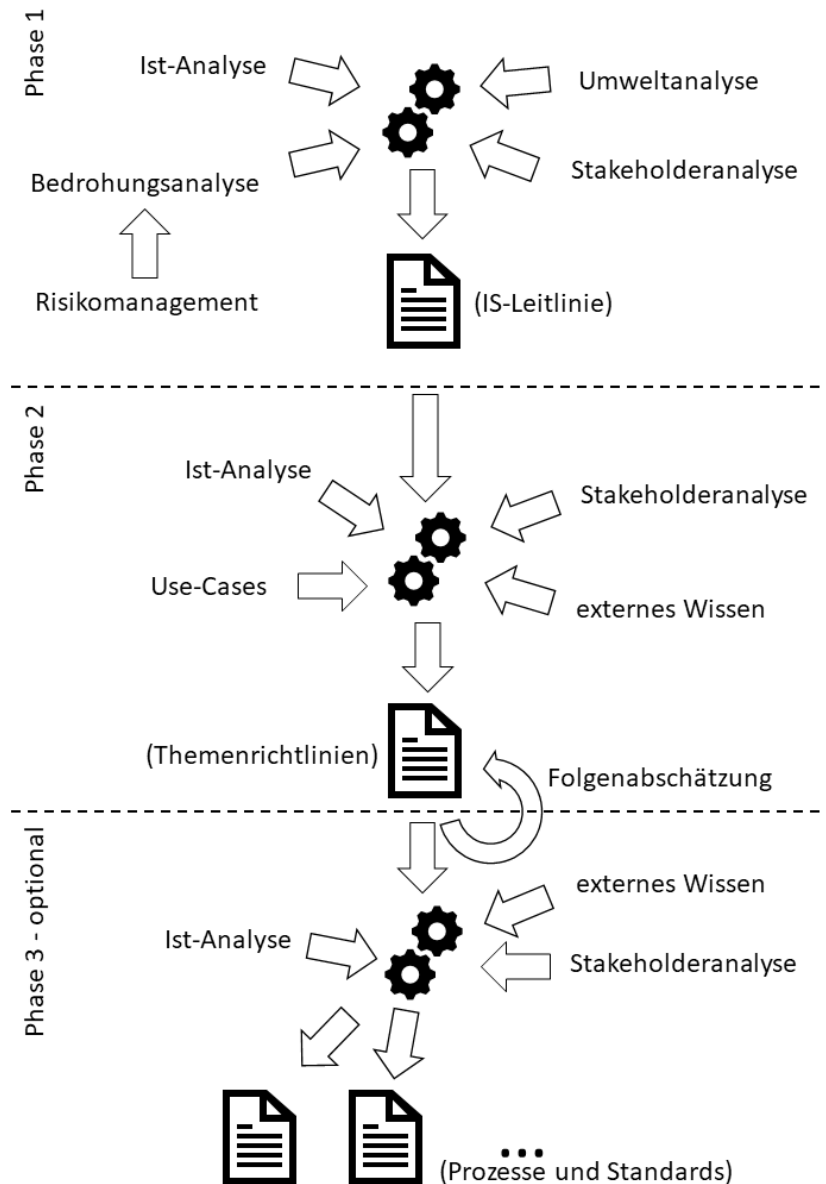 Phase 1
Ist-Analyse
Umweltanalyse
Bedrohungsanalyse
Stakeholderanalyse
Risikomanagement
(IS-Leitlinie)
Phase 2
Ist-Analyse
Stakeholderanalyse
Use-Cases
externes Wissen
(Themenrichtlinien)
Folgenabschätzung
Phase 3 - optional
externes Wissen
Ist-Analyse
Stakeholderanalyse
...
(Prozesse und Standards)